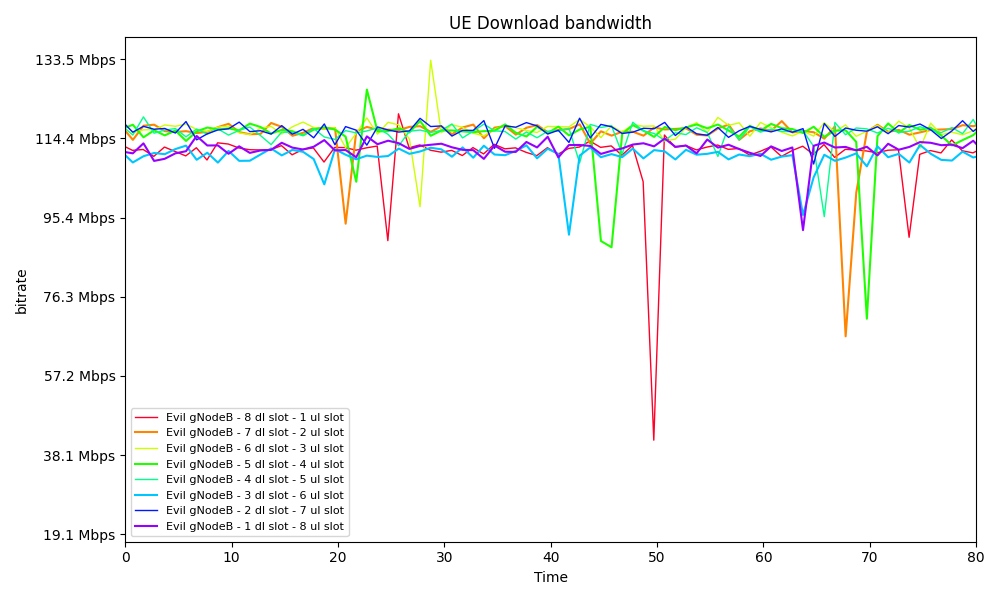 UE Download bandwidth
133.5 Mbps
114.4 Mbps
95.4 Mbps
76.3 Mbps
57.2 Mbps
38.1 Mbps
19.1 Mbps
bitrate
Evil gNodeB - 8 dl slot - 1 ul slot
Evil gNodeB - 7 dl slot - 2 ul slot
Evil gNodeB - 6 dl slot - 3 ul slot
Evil gNodeB - 5 dl slot - 4 ul slot
Evil gNodeB - 4 dl slot - 5 ul slot
Evil gNodeB - 3 dl slot - 6 ul slot
Evil gNodeB - 2 dl slot - 7 ul slot
Evil gNodeB - 1 dl slot - 8 ul slot
0 10 20 30 40 50 60 70 80
Time